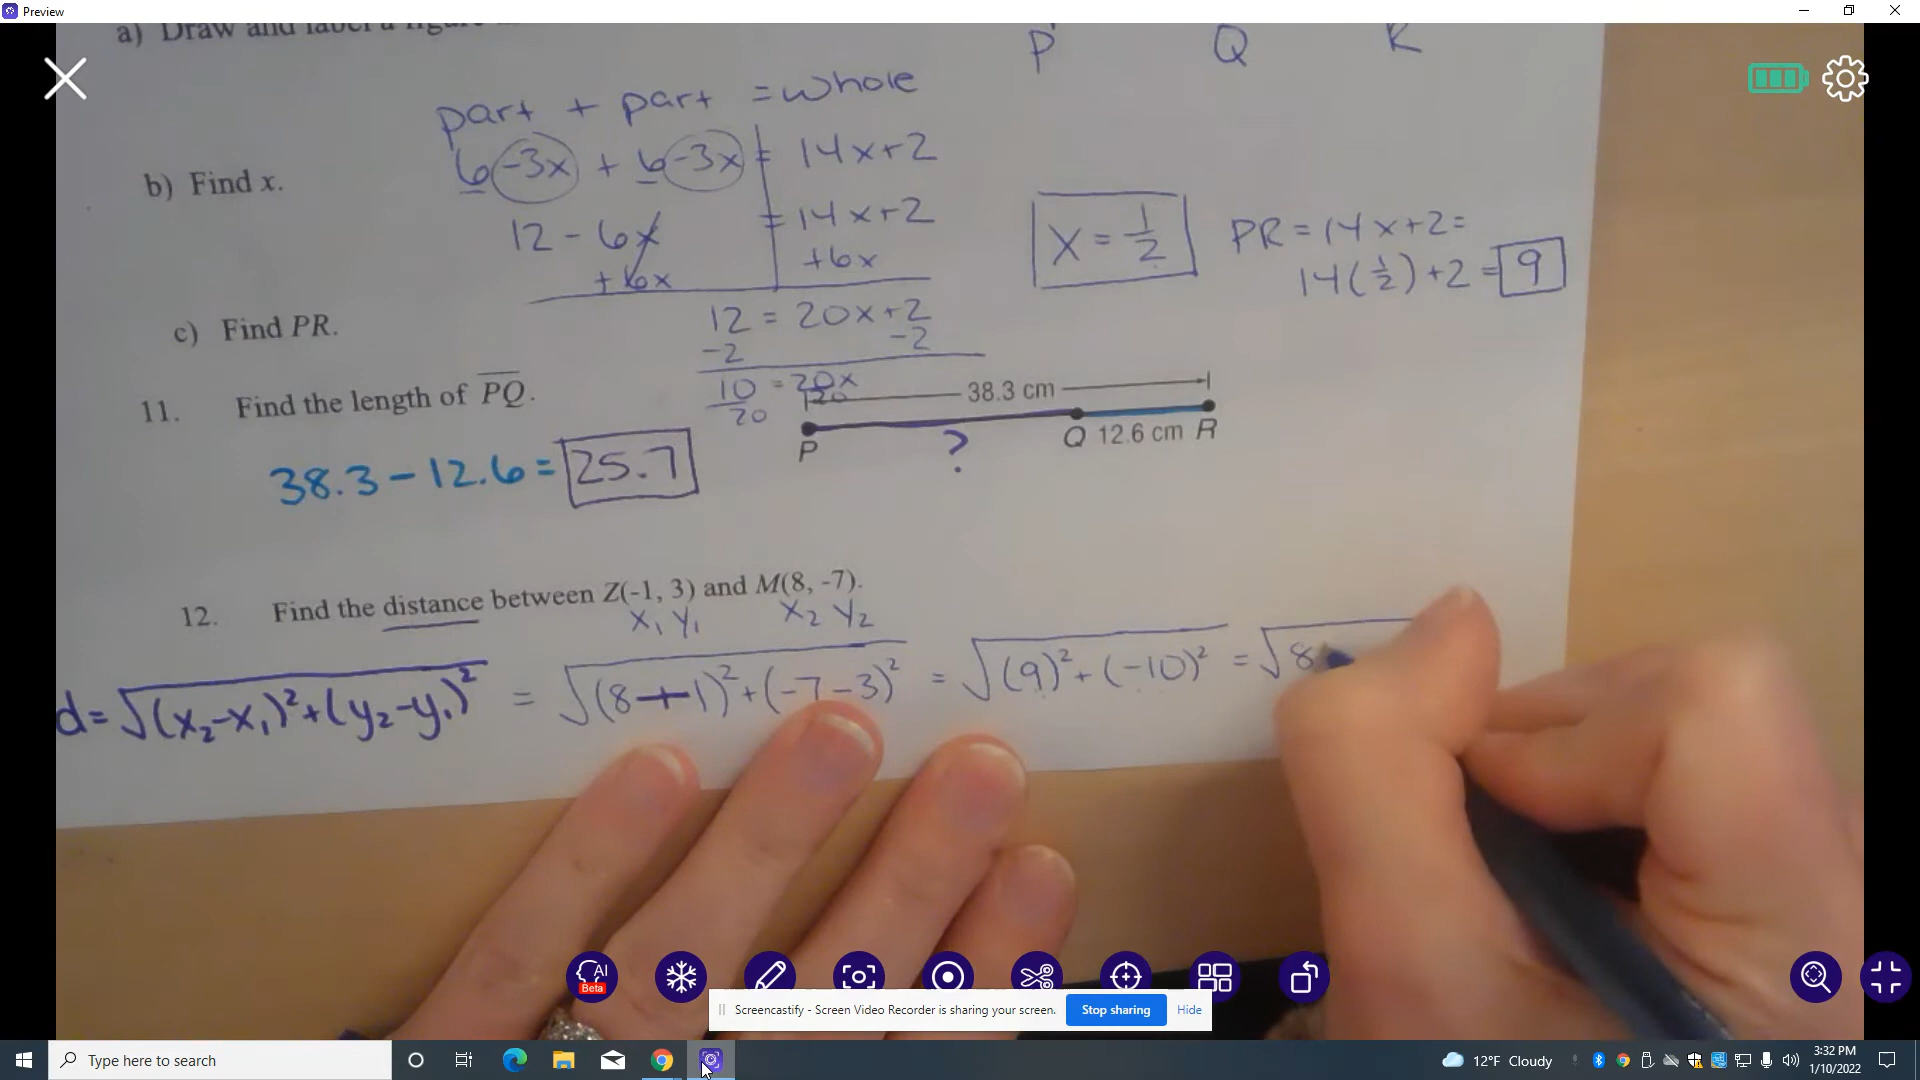 Preview
a) Draw and label a figure
P Q R
part + part = whole
6 -3x + 6 -3x = 14x+2
b) Find x.
12 - 6x = 14x+2
+6x +6x
x = 1/2
PR = 14x+2 =
14(1/2) +2 = 9
c) Find PR.
12 = 20x+2
-2 -2
10 = 20x
20 20
11. Find the length of PQ.
38.3 cm
P ? Q 12.6 cm R
38.3 - 12.6 = 25.7
12. Find the distance between Z(-1, 3) and M(8, -7).
x₁ y₁ x₂ y₂
d = √(x₂-x₁)²+(y₂-y₁)² = √(8+1)²+(-7-3)² = √(9)²+(-10)² = √8
AI
Beta
Screencastify - Screen Video Recorder is sharing your screen. Stop sharing Hide
Type here to search
12°F Cloudy
3:32 PM
1/10/2022